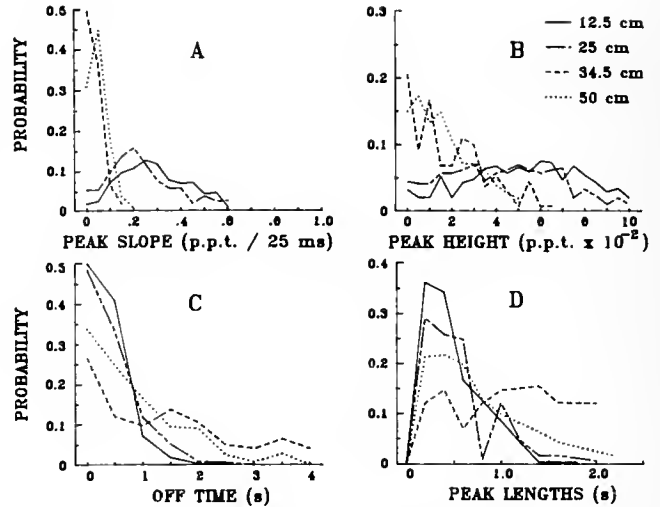 PROBABILITY
0.5
0.4
0.3
0.2
0.1
0
A
0 0.2 0.4 0.6 0.8 1.0
PEAK SLOPE (p.p.t. / 25 ms)
0.3
0.2
0.1
0
B
12.5 cm
25 cm
34.5 cm
50 cm
0 2 4 6 8 10
PEAK HEIGHT (p.p.t. x 10^-2)
PROBABILITY
0.5
0.4
0.3
0.2
0.1
0
C
0 1 2 3 4
OFF TIME (s)
0.4
0.3
0.2
0.1
0
D
0 1.0 2.0
PEAK LENGTHS (s)